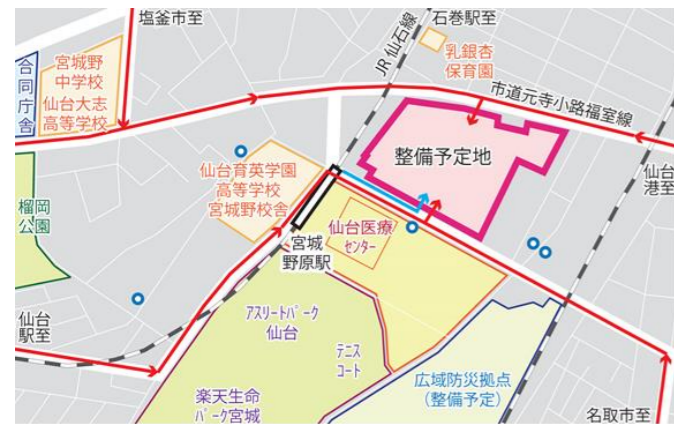 塩釜市至
石巻駅至
JR 仙石線
乳銀杏
保育園
合同庁舎
宮城野
中学校
仙台大志
高等学校
市道元寺小路福室線
整備予定地
仙台
港至
仙台育英学園
高等学校
宮城野校舎
榴岡
公園
仙台医療
センター
宮城
野原駅
仙台
駅至
アスリートパーク
仙台
テニス
コート
広域防災拠点
(整備予定)
楽天生命
パーク宮城
名取市至